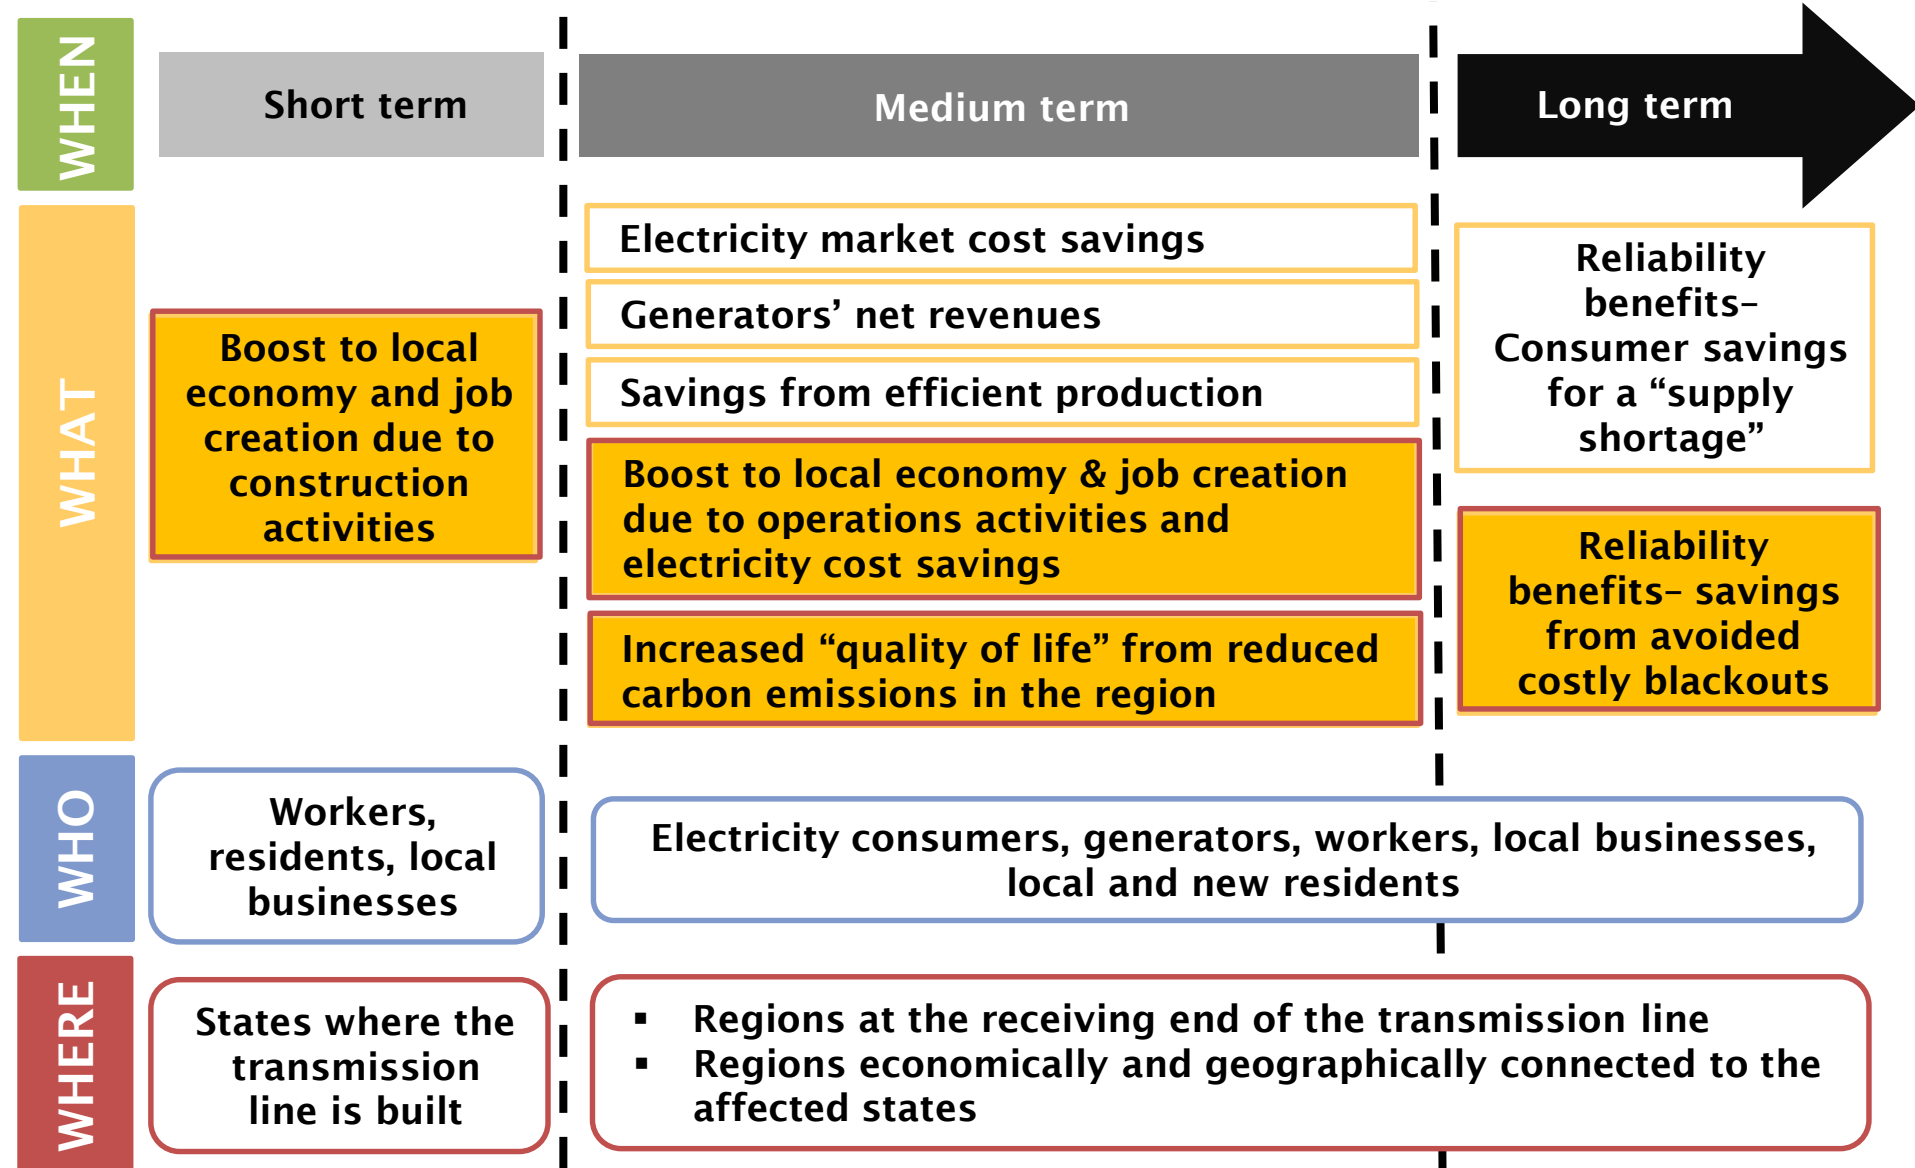 WHEN
Short term
Medium term
Long term
WHAT
Boost to local
economy and job
creation due to
construction
activities
Electricity market cost savings
Generators’ net revenues
Savings from efficient production
Boost to local economy & job creation
due to operations activities and
electricity cost savings
Increased “quality of life” from reduced
carbon emissions in the region
Reliability
benefits–
Consumer savings
for a “supply
shortage”
Reliability
benefits– savings
from avoided
costly blackouts
WHO
Workers,
residents, local
businesses
Electricity consumers, generators, workers, local businesses,
local and new residents
WHERE
States where the
transmission
line is built
▪ Regions at the receiving end of the transmission line
▪ Regions economically and geographically connected to the
affected states